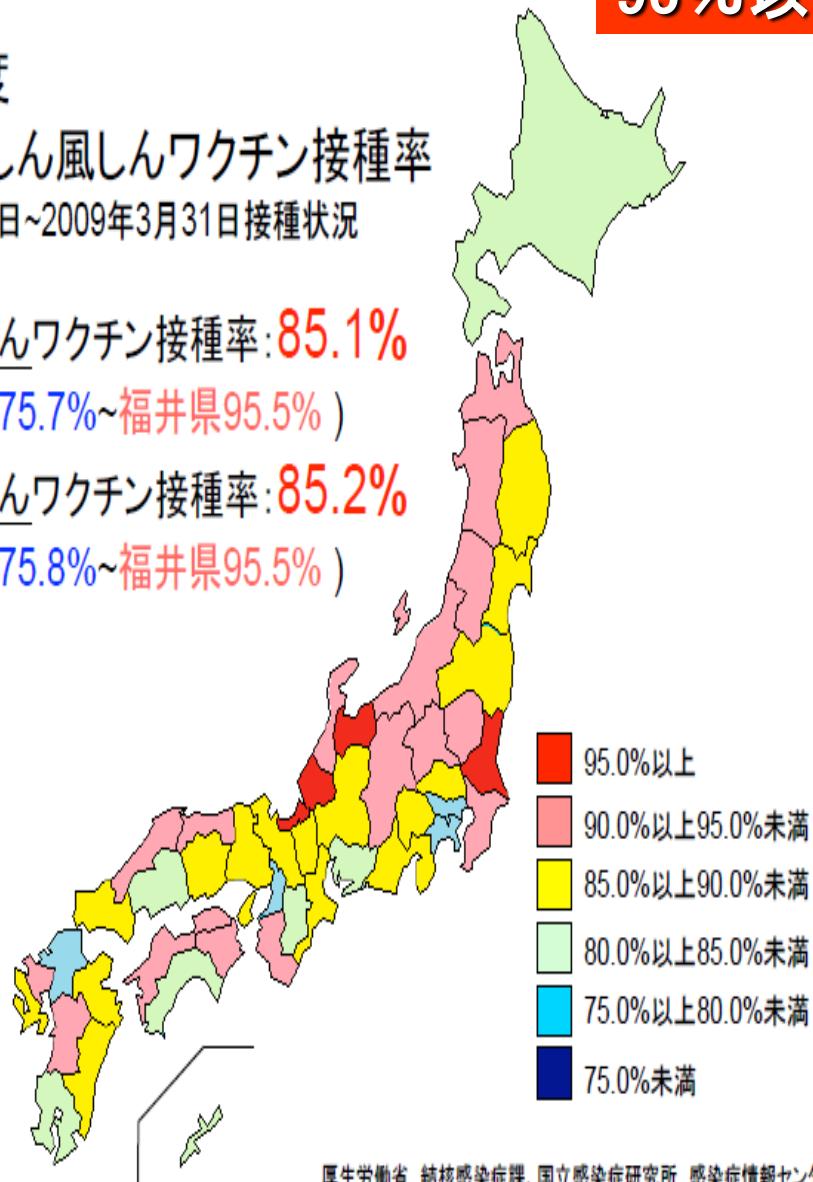 90%以
度
しん風しんワクチン接種率
日~2009年3月31日接種状況
んワクチン接種率:85.1%
75.7%~福井県95.5% )
んワクチン接種率:85.2%
75.8%~福井県95.5% )
95.0%以上
90.0%以上95.0%未満
85.0%以上90.0%未満
80.0%以上85.0%未満
75.0%以上80.0%未満
75.0%未満
厚生労働省 結核感染症課、国立感染症研究所 感染症情報セン